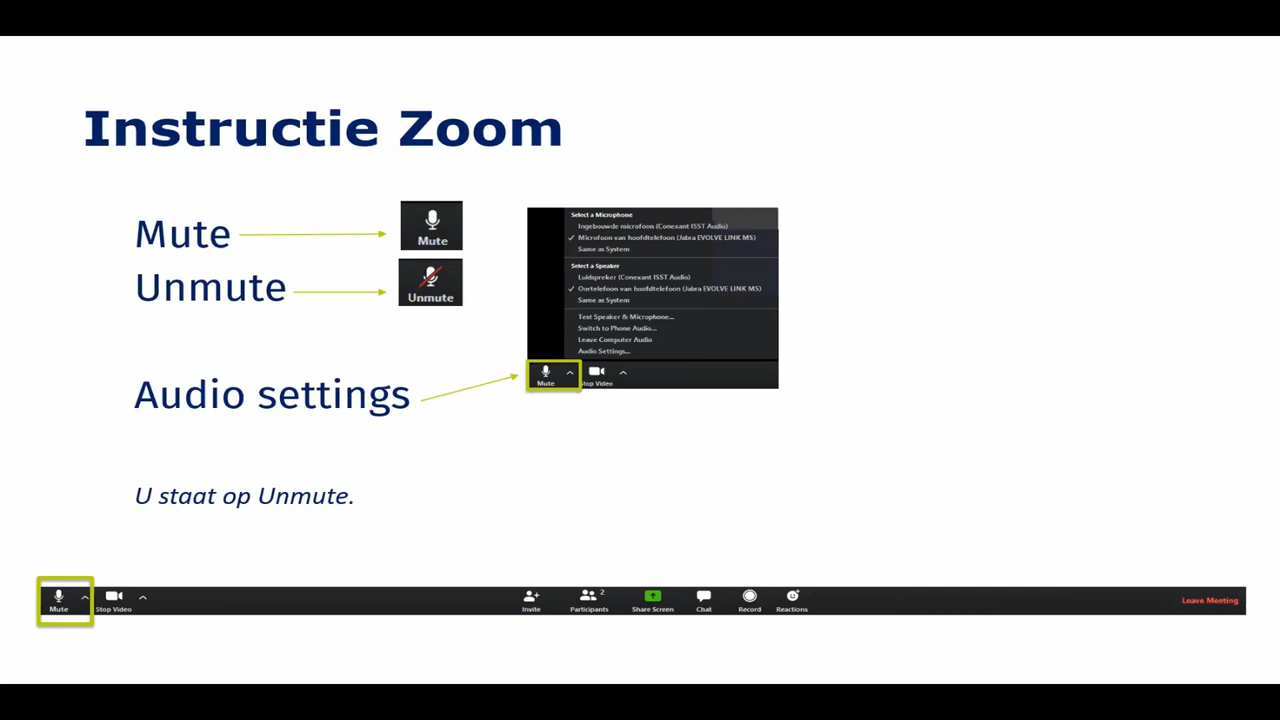 Instructie Zoom
Mute
Mute
Unmute
Unmute
Select a Microphone
Ingebouwde microfoon (Conexant ISST Audio)
✓ Microfoon van hoofdtelefoon (Jabra EVOLVE LINK MS)
Same as System
Select a Speaker
Luidspreker (Conexant ISST Audio)
✓ Oortelefoon van hoofdtelefoon (Jabra EVOLVE LINK MS)
Same as System
Test Speaker & Microphone...
Switch to Phone Audio...
Leave Computer Audio
Audio Settings...
Mute
top Video
Audio settings
U staat op Unmute.
Mute
Stop Video
Invite
Participants 2
Share Screen
Chat
Record
Reactions
Leave Meeting